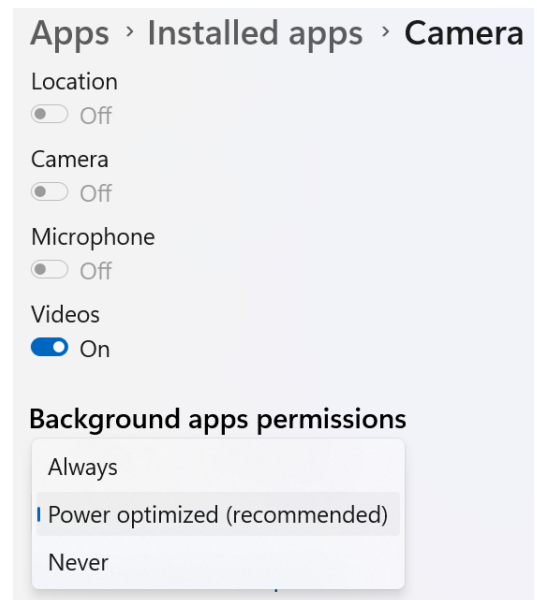 Apps > Installed apps > Camera
Location
Off
Camera
Off
Microphone
Off
Videos
On
Background apps permissions
Always
Power optimized (recommended)
Never